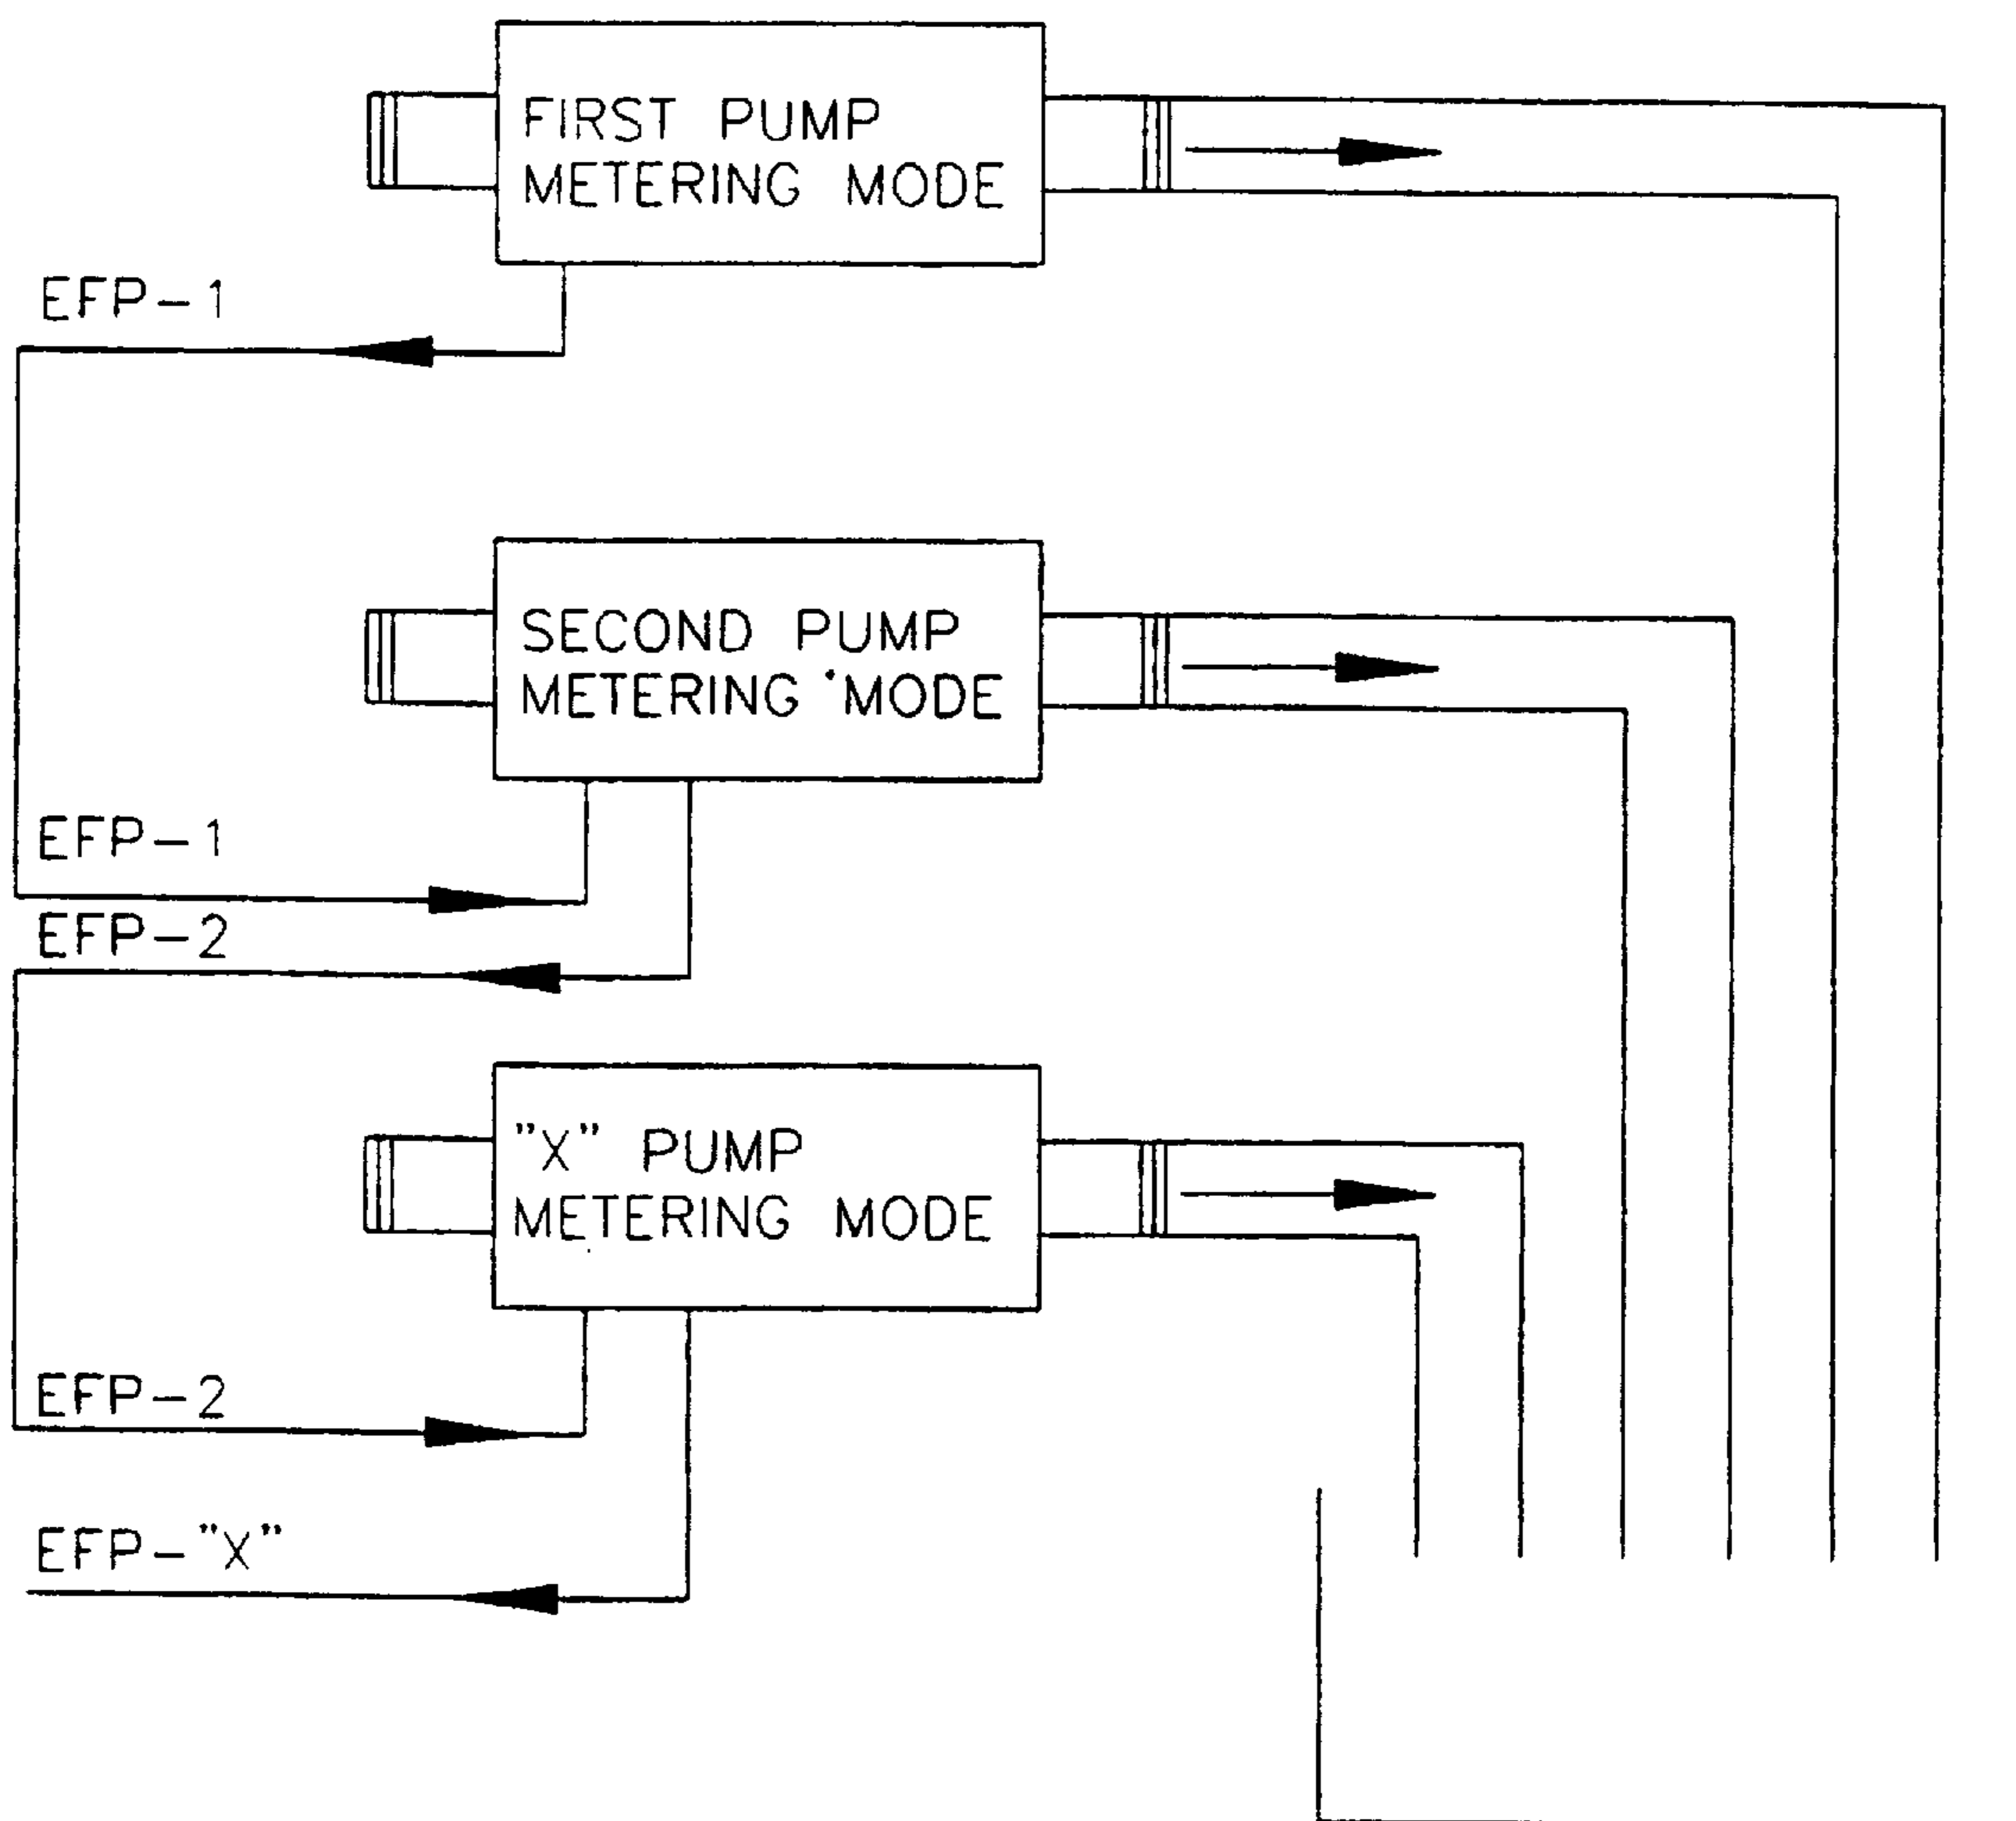 FIRST PUMP
METERING MODE
EFP-1
SECOND PUMP
METERING MODE
EFP-1
EFP-2
"X" PUMP
METERING MODE
EFP-2
EFP-"X"